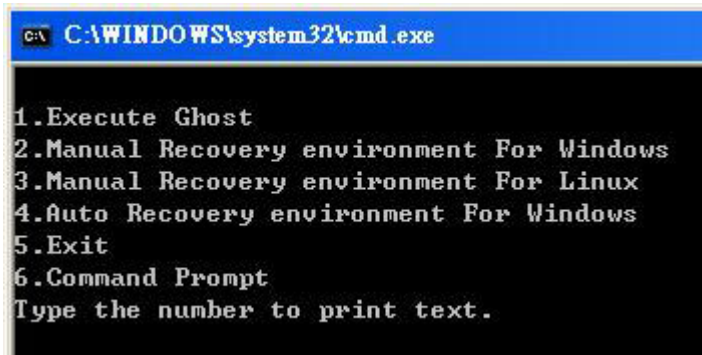 C:\WINDOWS\system32\cmd.exe
1.Execute Ghost
2.Manual Recovery environment For Windows
3.Manual Recovery environment For Linux
4.Auto Recovery environment For Windows
5.Exit
6.Command Prompt
Type the number to print text.